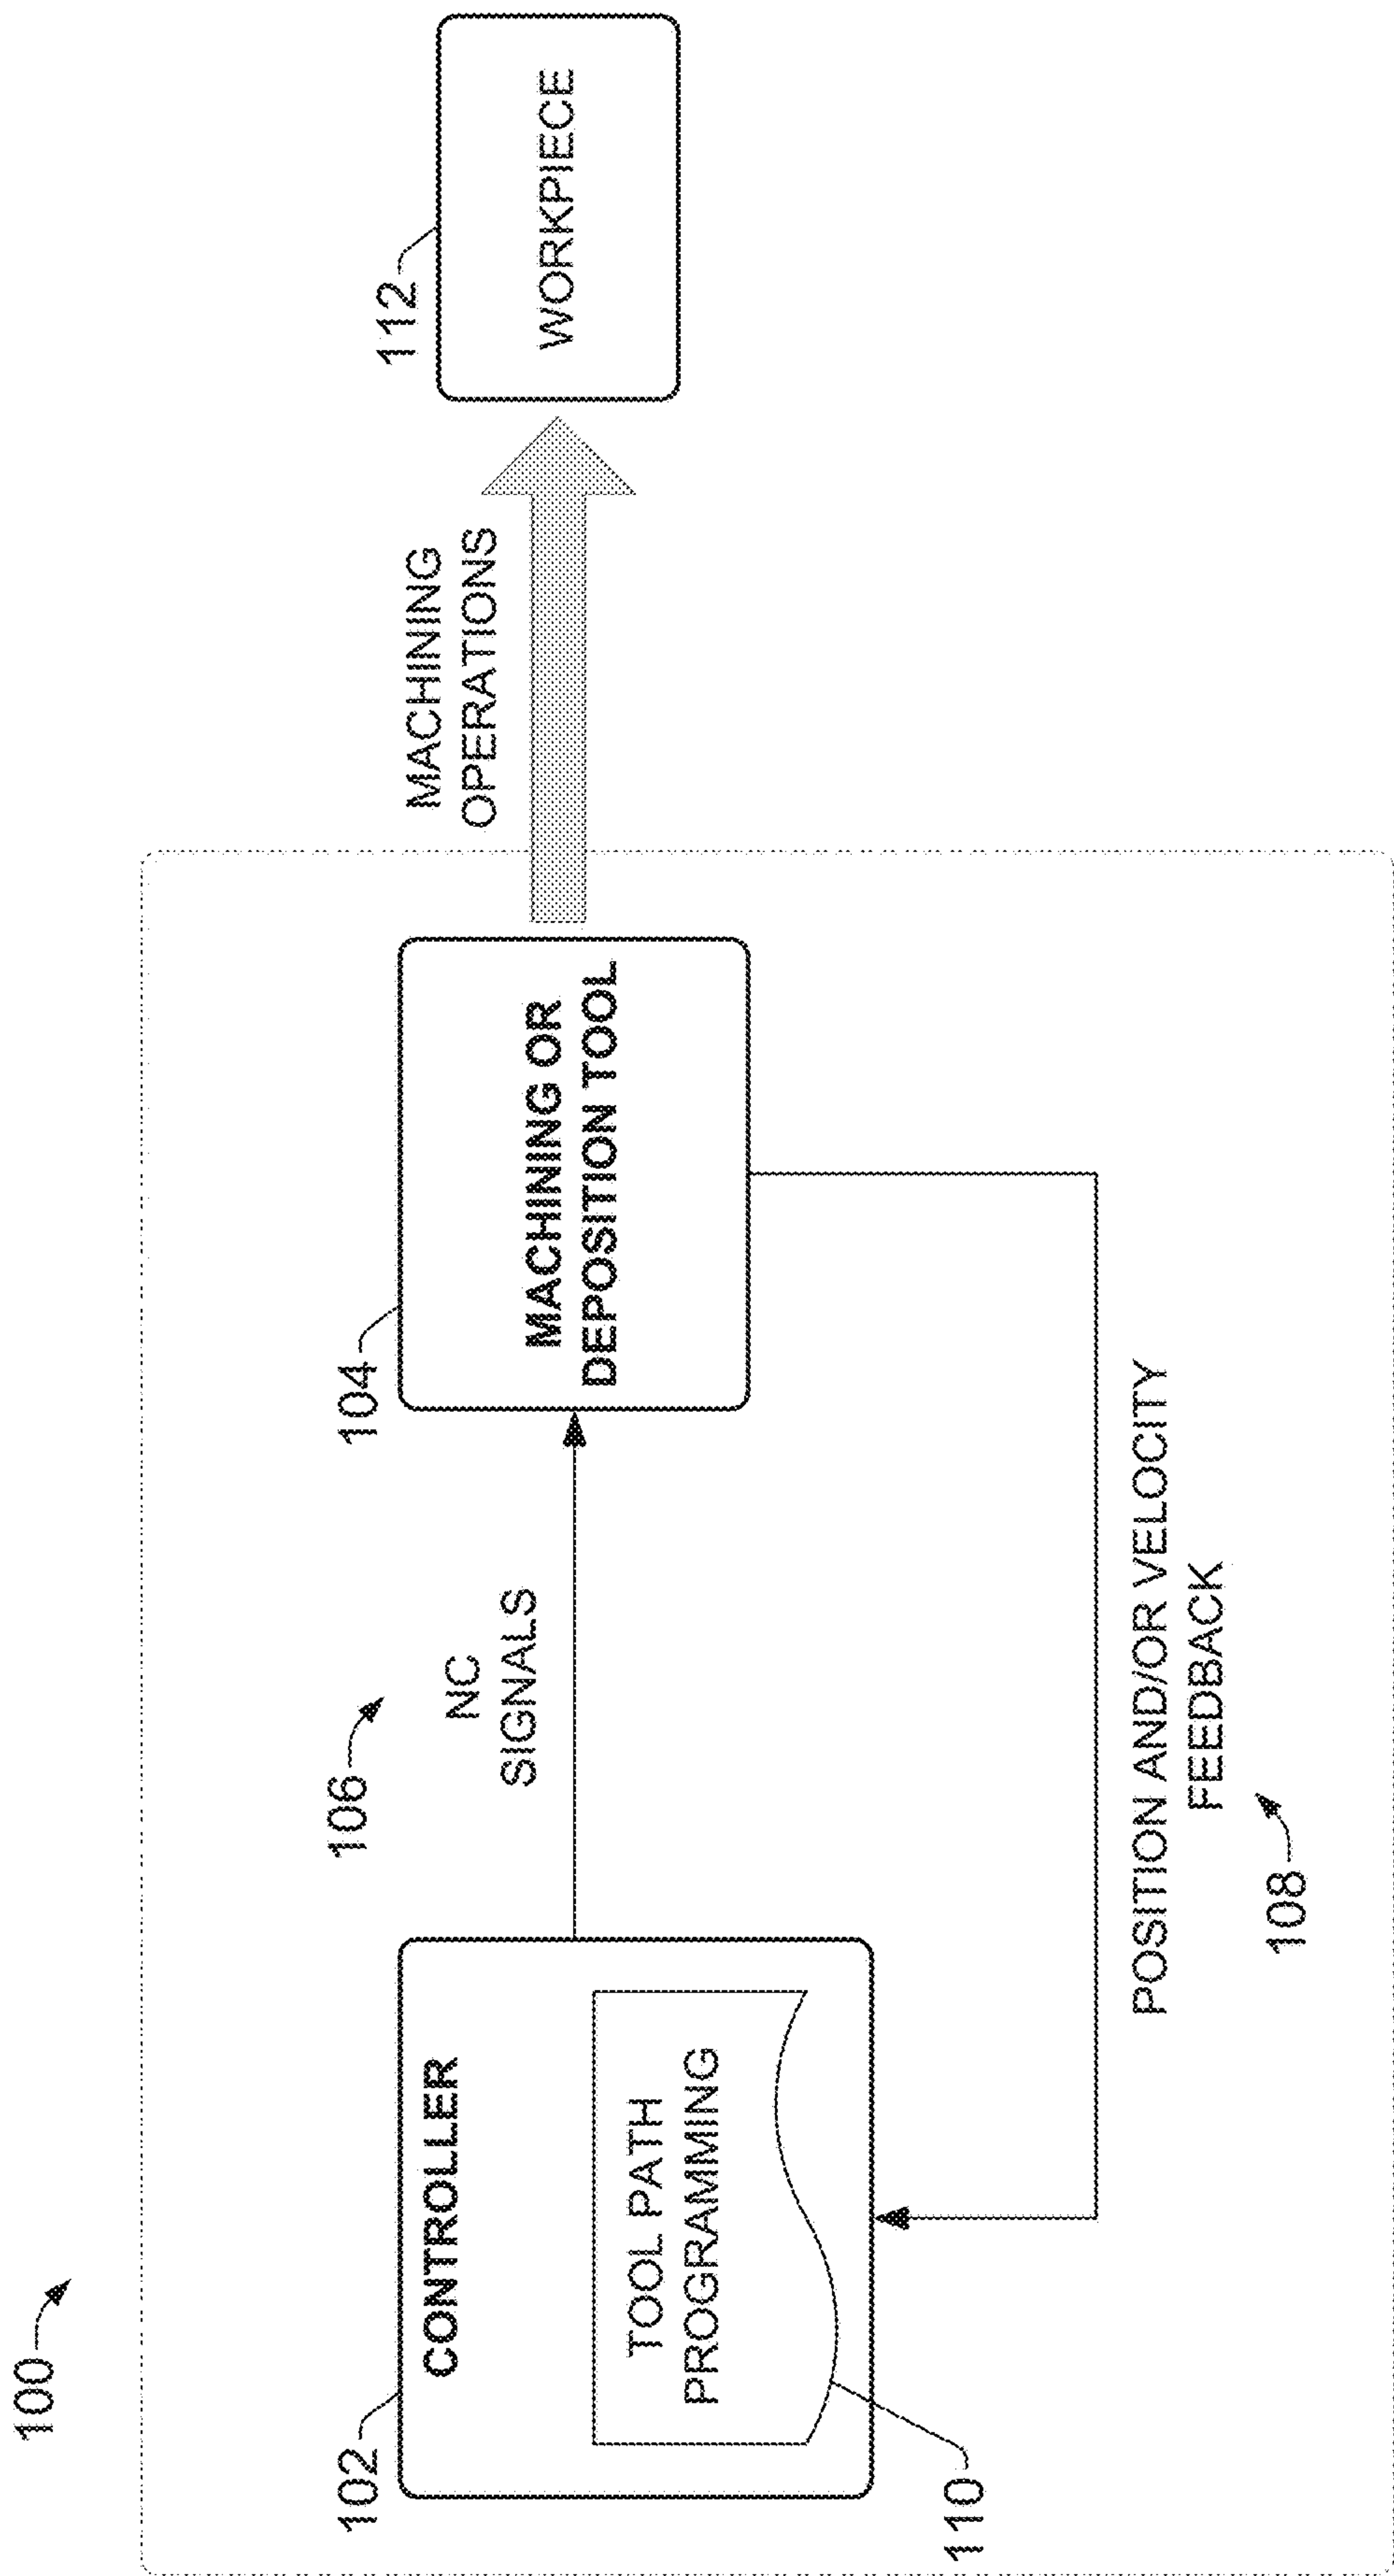 100
102
CONTROLLER
TOOL PATH
PROGRAMMING
110
106
NC
SIGNALS
104
MACHINING OR
DEPOSITION TOOL
POSITION AND/OR VELOCITY
FEEDBACK
108
MACHINING
OPERATIONS
112
WORKPIECE